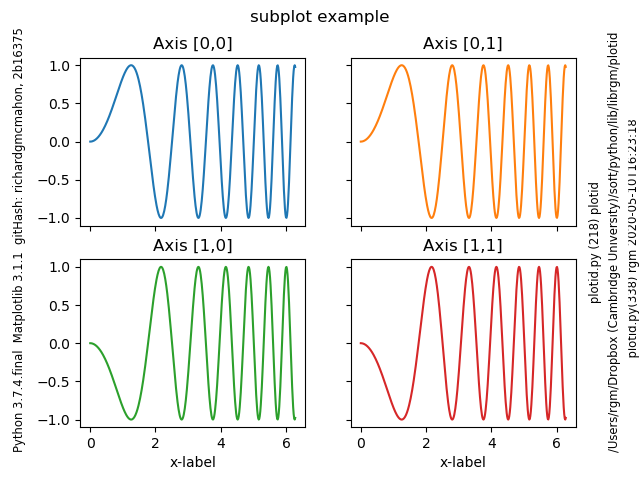 subplot example
Axis [0,0]
Axis [0,1]
1.0
0.5
0.0
−0.5
−1.0
Axis [1,0]
Axis [1,1]
1.0
0.5
0.0
−0.5
−1.0
0 2 4 6
0 2 4 6
x-label
x-label
Python 3.7.4.final Matplotlib 3.1.1 gitHash: richardgmcmahon, 2b16375
plotid.py (218) plotid
/Users/rgm/Dropbox (Cambridge University)/soft/python/lib/librgm/plotid
plotid.py(338) rgm 2020-05-10T16:23:18